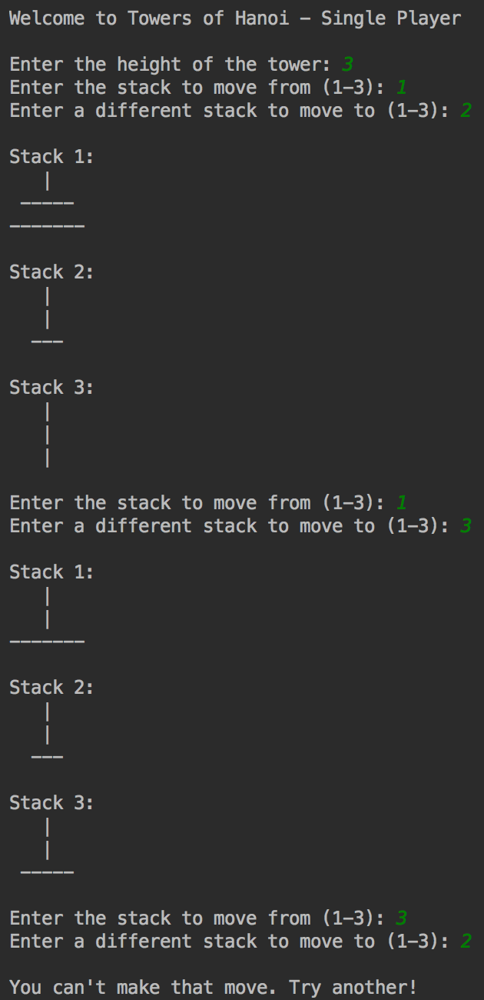 Welcome to Towers of Hanoi – Single Player
Enter the height of the tower: 3
Enter the stack to move from (1–3): 1
Enter a different stack to move to (1–3): 2
Stack 1:
   |
 -----
-------
Stack 2:
   |
   |
  ---
Stack 3:
   |
   |
   |
Enter the stack to move from (1–3): 1
Enter a different stack to move to (1–3): 3
Stack 1:
   |
   |
-------
Stack 2:
   |
   |
  ---
Stack 3:
   |
   |
 -----
Enter the stack to move from (1–3): 3
Enter a different stack to move to (1–3): 2
You can't make that move. Try another!